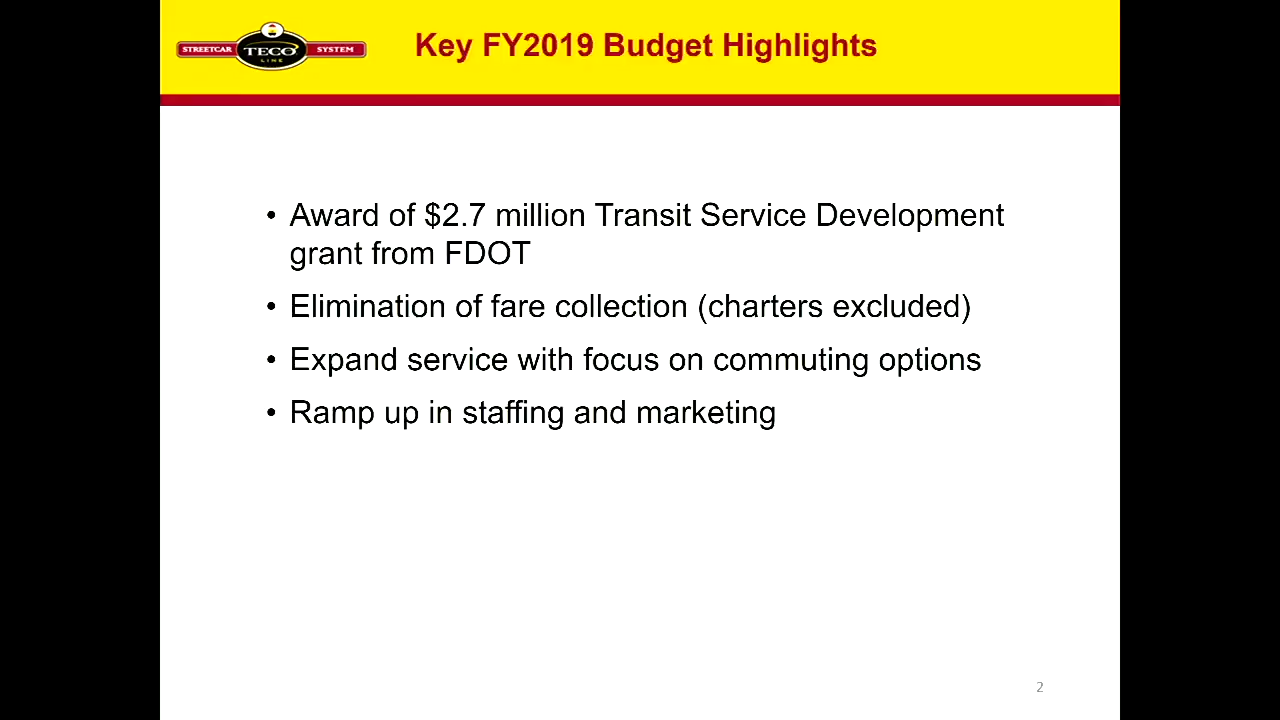 STREETCAR TECO SYSTEM
LINE
Key FY2019 Budget Highlights
• Award of $2.7 million Transit Service Development
grant from FDOT
• Elimination of fare collection (charters excluded)
• Expand service with focus on commuting options
• Ramp up in staffing and marketing
2